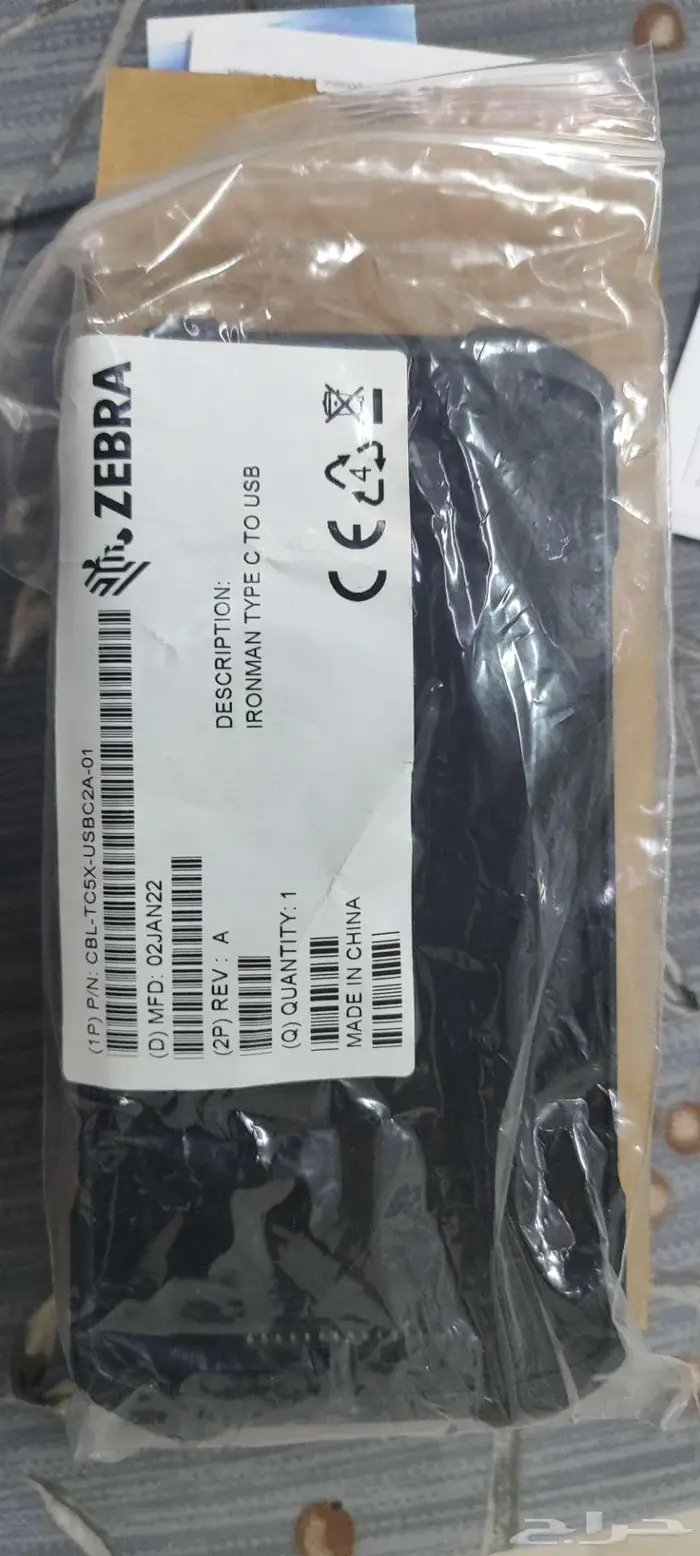 ZEBRA
(1P) P/N: CBL-TC5X-USBC2A-01
(D) MFD: 02JAN22
(2P) REV: A
(Q) QUANTITY: 1
MADE IN CHINA
DESCRIPTION:
IRONMAN TYPE C TO USB
CE
4
حراج